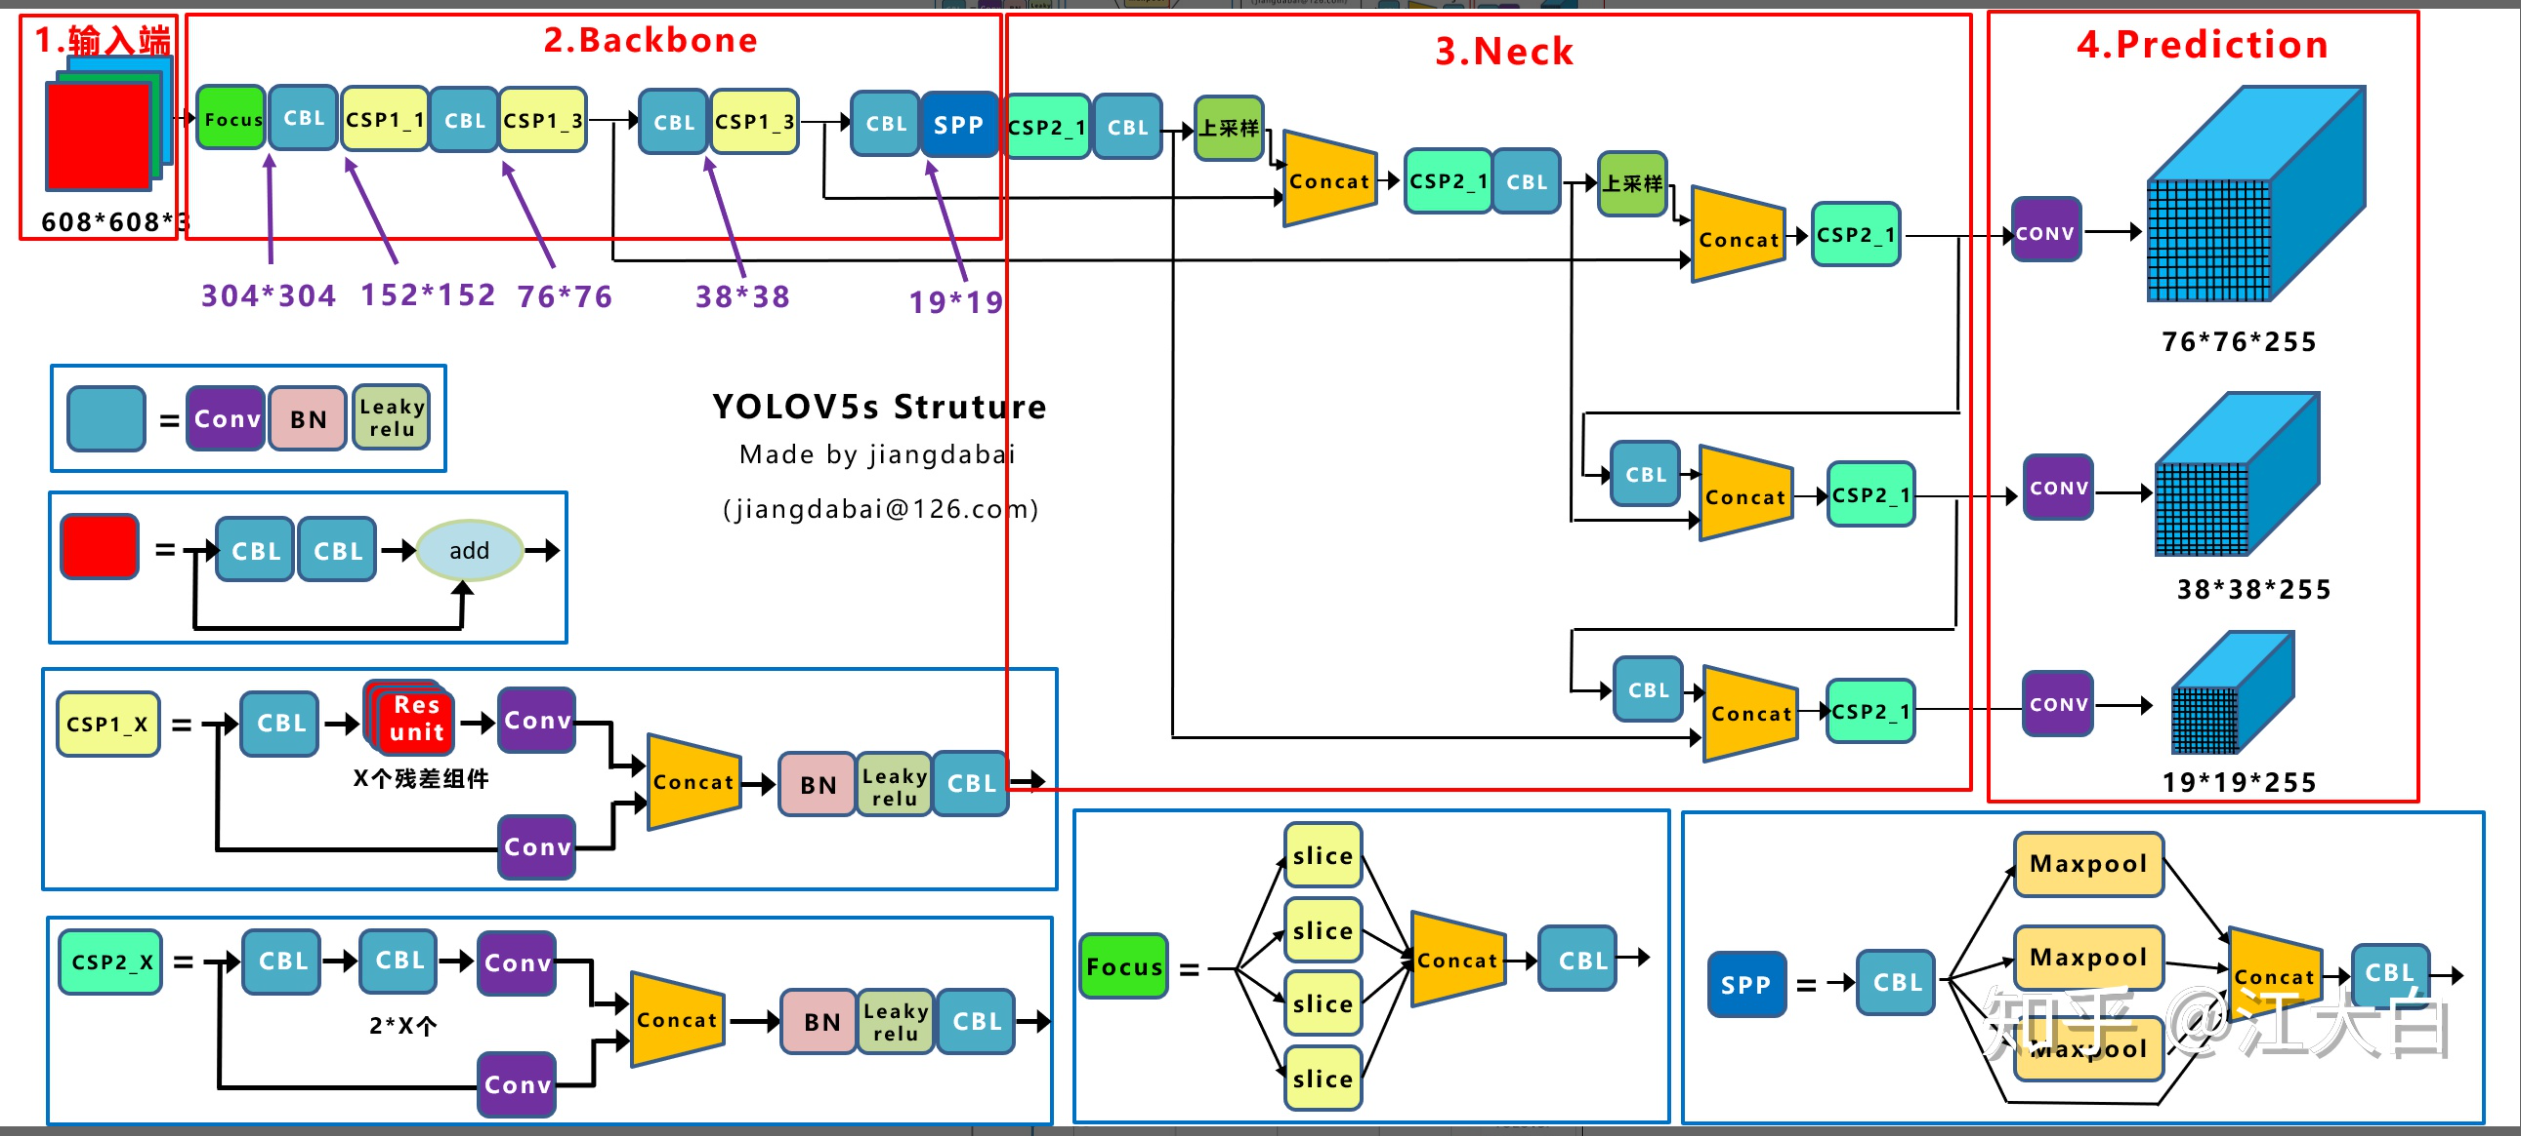 1.输入端
2.Backbone
3.Neck
4.Prediction
Focus CBL CSP1_1 CBL CSP1_3 CBL CSP1_3 CBL SPP CSP2_1 CBL 上采样
Concat CSP2_1 CBL 上采样
Concat CSP2_1 CONV
608*608*3
304*304 152*152 76*76 38*38 19*19
76*76*255
= Conv BN Leaky relu
YOLOV5s Struture
Made by jiangdabai
(jiangdabai@126.com)
CBL Concat CSP2_1 CONV
38*38*255
= CBL CBL add
CBL Concat CSP2_1 CONV
19*19*255
CSP1_X = CBL Res unit Conv
X个残差组件
Concat BN Leaky relu CBL
Conv
CSP2_X = CBL CBL Conv
2*X个
Concat BN Leaky relu CBL
Conv
slice
slice
Focus = Concat CBL
slice
slice
Maxpool
Maxpool
SPP = CBL Concat CBL
Maxpool
知乎 @江大白